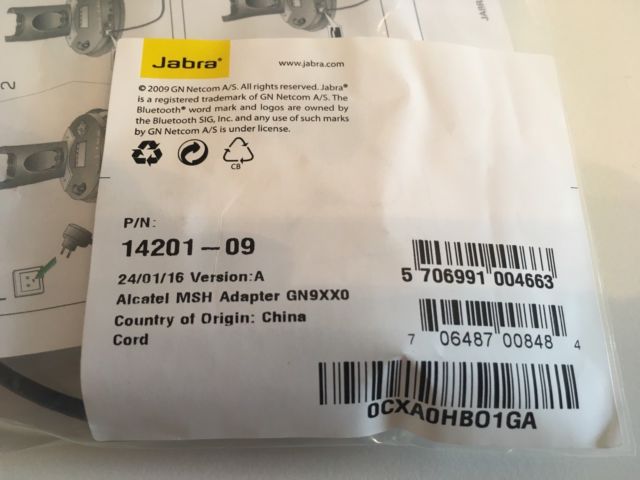 JABRA
2
Jabra®
www.jabra.com
© 2009 GN Netcom A/S. All rights reserved. Jabra®
is a registered trademark of GN Netcom A/S. The
Bluetooth® word mark and logos are owned by
the Bluetooth SIG, Inc. and any use of such marks
by GN Netcom A/S is under license.
CB
P/N:
14201-09
24/01/16 Version:A
Alcatel MSH Adapter GN9XX0
Country of Origin: China
Cord
5 706991 004663
7 06487 00848 4
0CXA0HB01GA